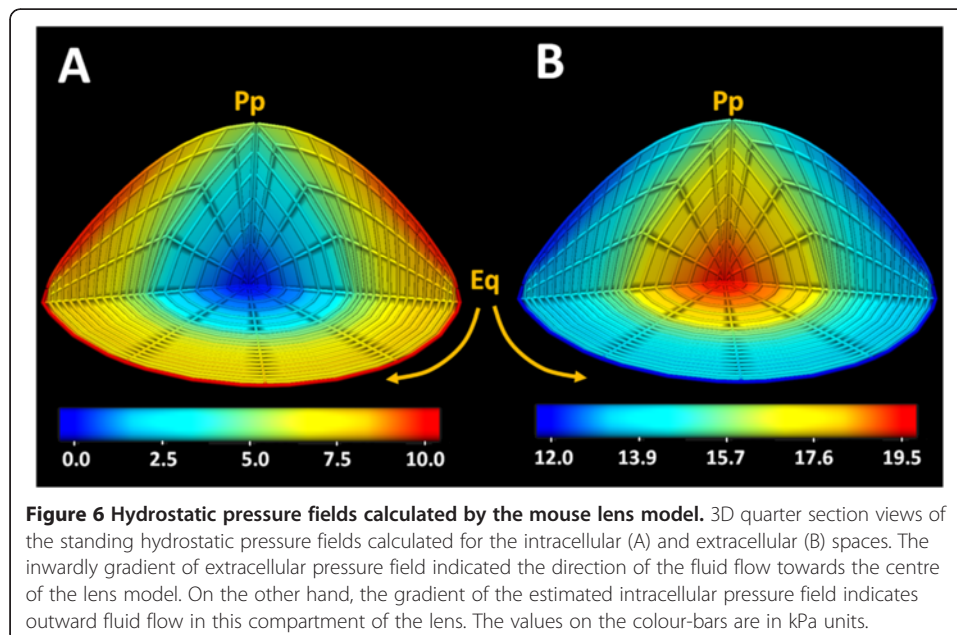 A
B
Pp
Pp
Eq
0.0 2.5 5.0 7.5 10.0
12.0 13.9 15.7 17.6 19.5
Figure 6 Hydrostatic pressure fields calculated by the mouse lens model. 3D quarter section views of
the standing hydrostatic pressure fields calculated for the intracellular (A) and extracellular (B) spaces. The
inwardly gradient of extracellular pressure field indicated the direction of the fluid flow towards the centre
of the lens model. On the other hand, the gradient of the estimated intracellular pressure field indicates
outward fluid flow in this compartment of the lens. The values on the colour-bars are in kPa units.